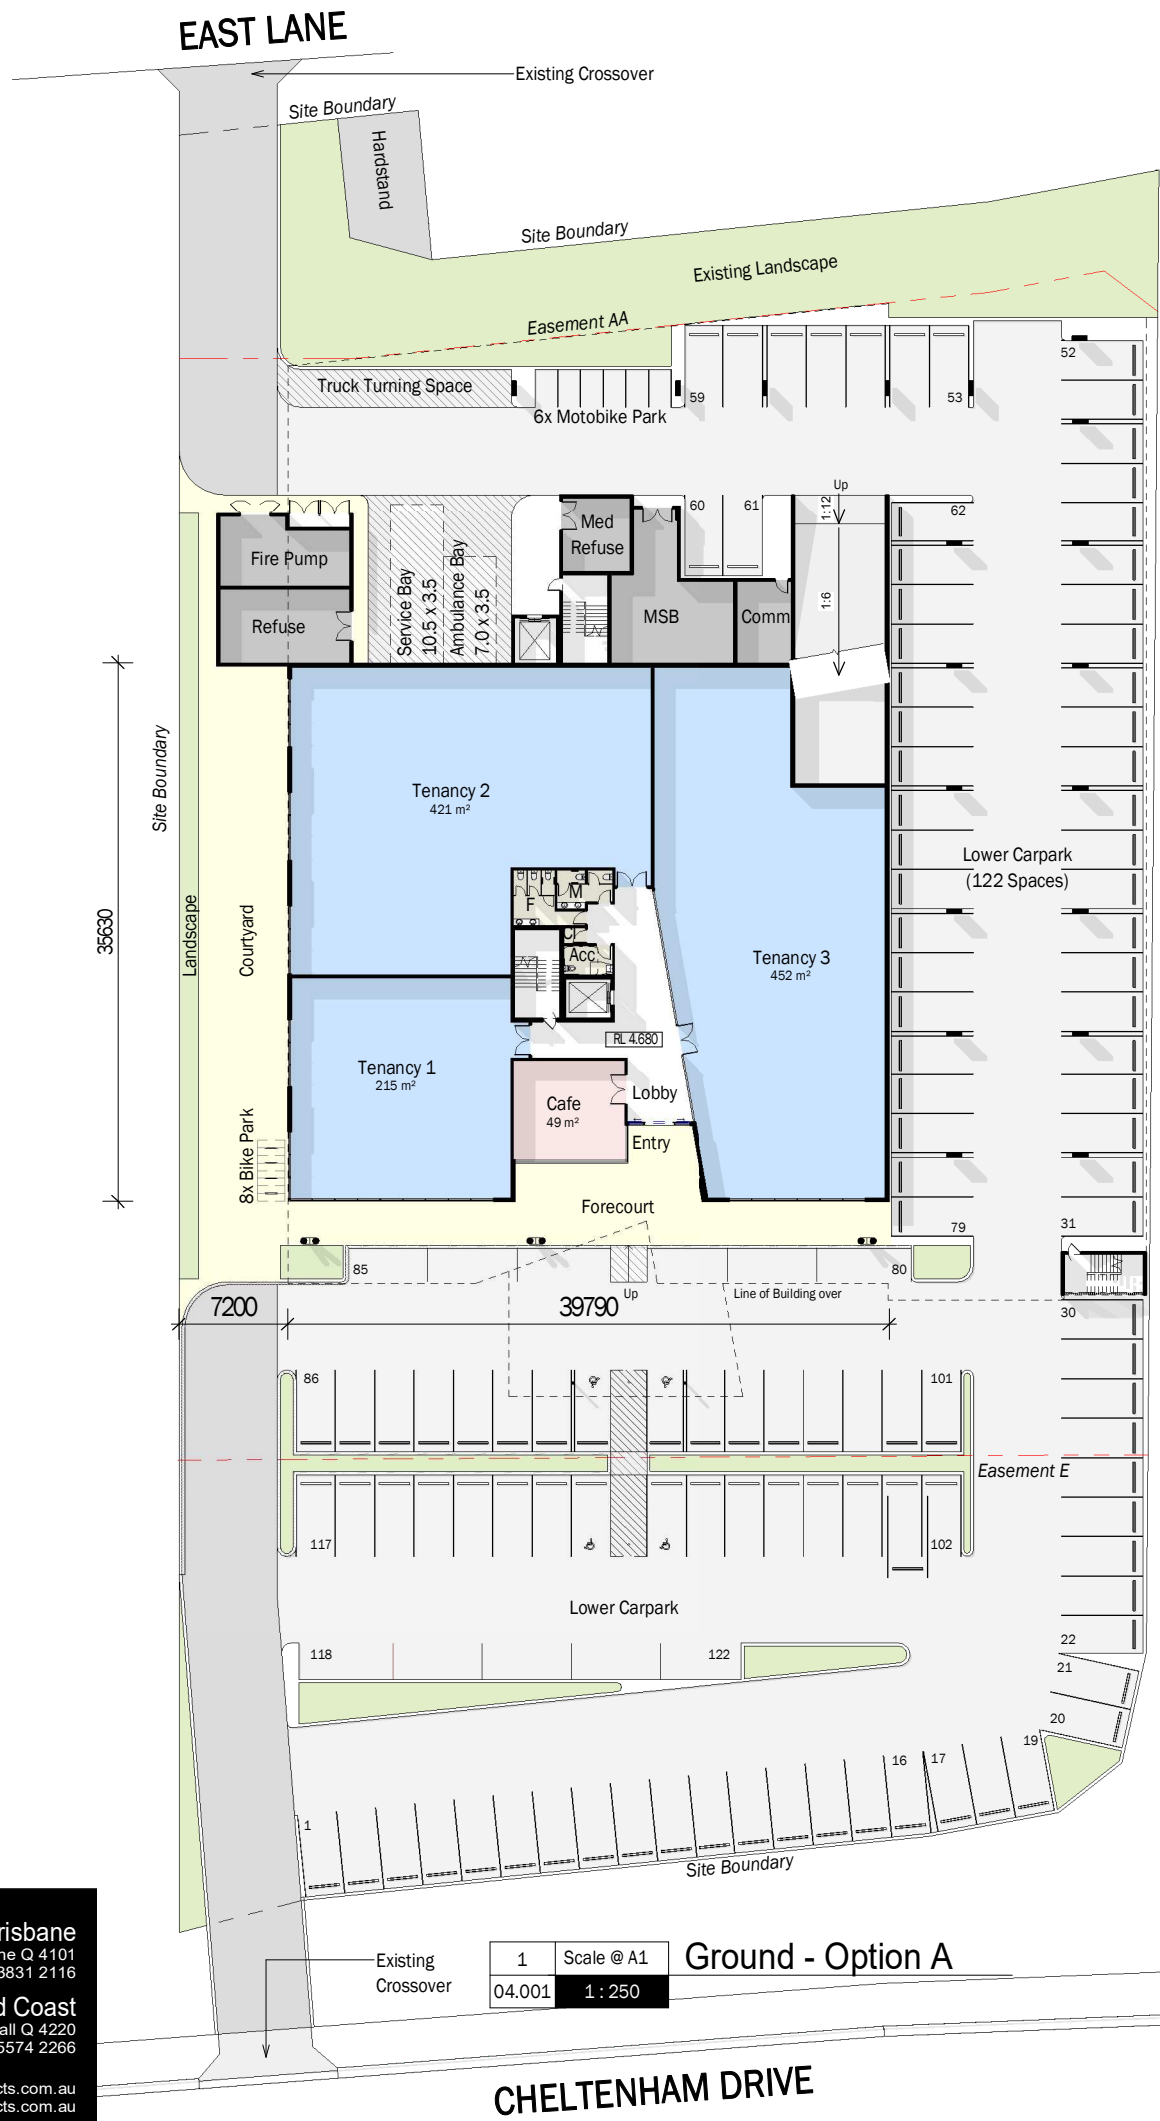 EAST LANE
Existing Crossover
Site Boundary
Hardstand
Site Boundary
Existing Landscape
Easement AA
52
Truck Turning Space
59
53
6x Motobike Park
Up
60
61
1:12
62
Med
Refuse
Fire Pump
Service Bay
10.5 x 3.5
Ambulance Bay
7.0 x 3.5
1:6
Refuse
MSB
Comm
Site Boundary
Tenancy 2
421 m²
Lower Carpark
(122 Spaces)
F
M
35630
Landscape
Courtyard
Acc
Tenancy 3
452 m²
RL 4.680
Tenancy 1
215 m²
Lobby
Cafe
49 m²
8x Bike Park
Entry
Forecourt
79
31
85
80
Up
Line of Building over
7200
39790
30
86
101
Easement E
117
102
Lower Carpark
118
122
22
21
20
19
16
17
1
Site Boundary
risbane
ne Q 4101
3831 2116
d Coast
all Q 4220
5574 2266
cts.com.au
cts.com.au
Existing
Crossover
1
Scale @ A1
04.001
1 : 250
Ground - Option A
CHELTENHAM DRIVE